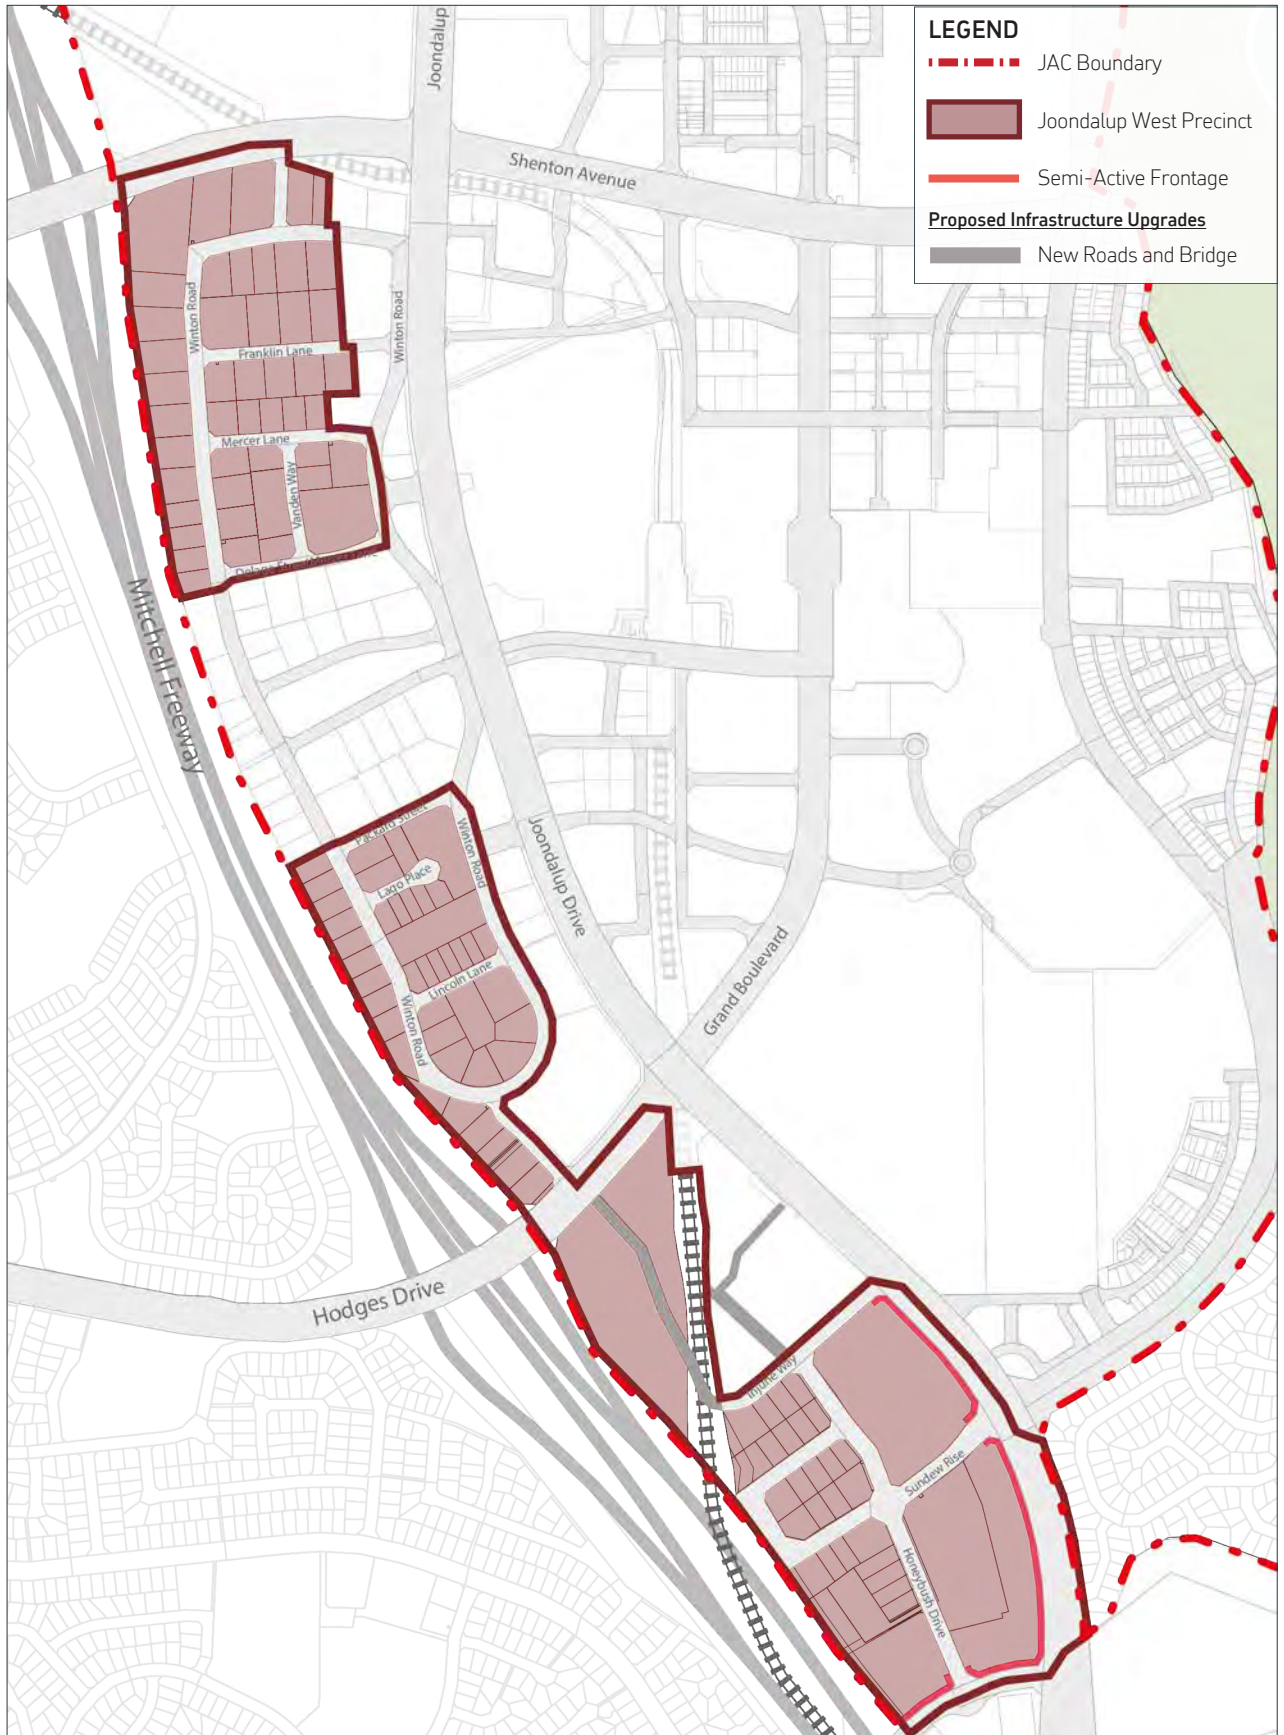 LEGEND
JAC Boundary
Joondalup West Precinct
Semi-Active Frontage
Proposed Infrastructure Upgrades
New Roads and Bridge
Joondalup
Shenton Avenue
Winton Road
Winton Road
Franklin Lane
Mercer Lane
Vanden Way
Mitchell Freeway
Packard Street
Winton Road
Lago Place
Joondalup Drive
Lincoln Lane
Winton Road
Grand Boulevard
Hodges Drive
Injune Way
Sundew Rise
Honeybush Drive